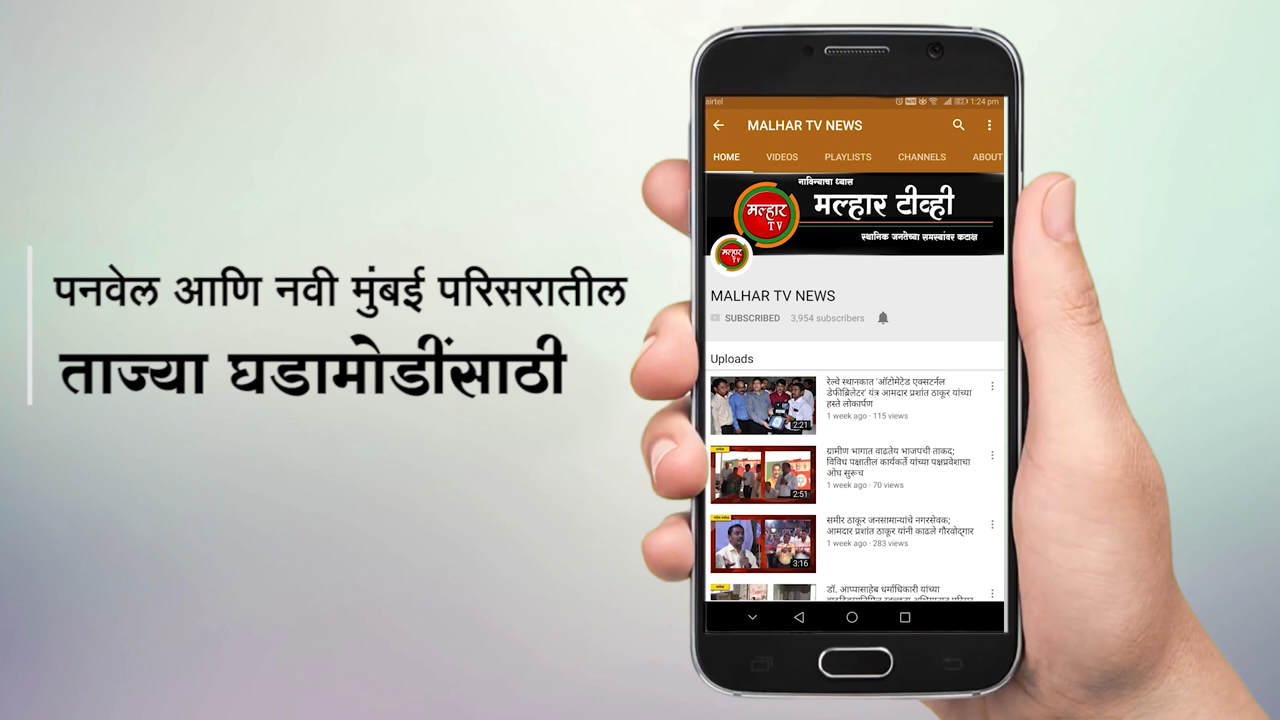 पनवेल आणि नवी मुंबई परिसरातील
ताज्या घडामोडींसाठी
airtel
1:24 pm
MALHAR TV NEWS
HOME VIDEOS PLAYLISTS CHANNELS ABOUT
नाविन्याचा ध्यास
मल्हार टीव्ही
मल्हार
TV
स्थानिक जनतेच्या समस्यांवर कटाक्ष
मल्हार
TV
MALHAR TV NEWS
SUBSCRIBED 3,954 subscribers
Uploads
रेल्वे स्थानकात 'ऑटोमेटेड एक्सटर्नल
डेफीब्रिलेटर' यंत्र आमदार प्रशांत ठाकूर यांच्या
हस्ते लोकार्पण
1 week ago · 115 views
2:21
ग्रामीण भागात वाढतेय भाजपची ताकद;
विविध पक्षातील कार्यकर्ते यांच्या पक्षप्रवेशाचा
ओघ सुरूच
1 week ago · 70 views
2:51
समीर ठाकूर जनसामान्यांचे नगरसेवक;
आमदार प्रशांत ठाकूर यांनी काढले गौरवोद्गार
1 week ago · 283 views
3:16
डॉ. आप्पासाहेब धर्माधिकारी यांच्या